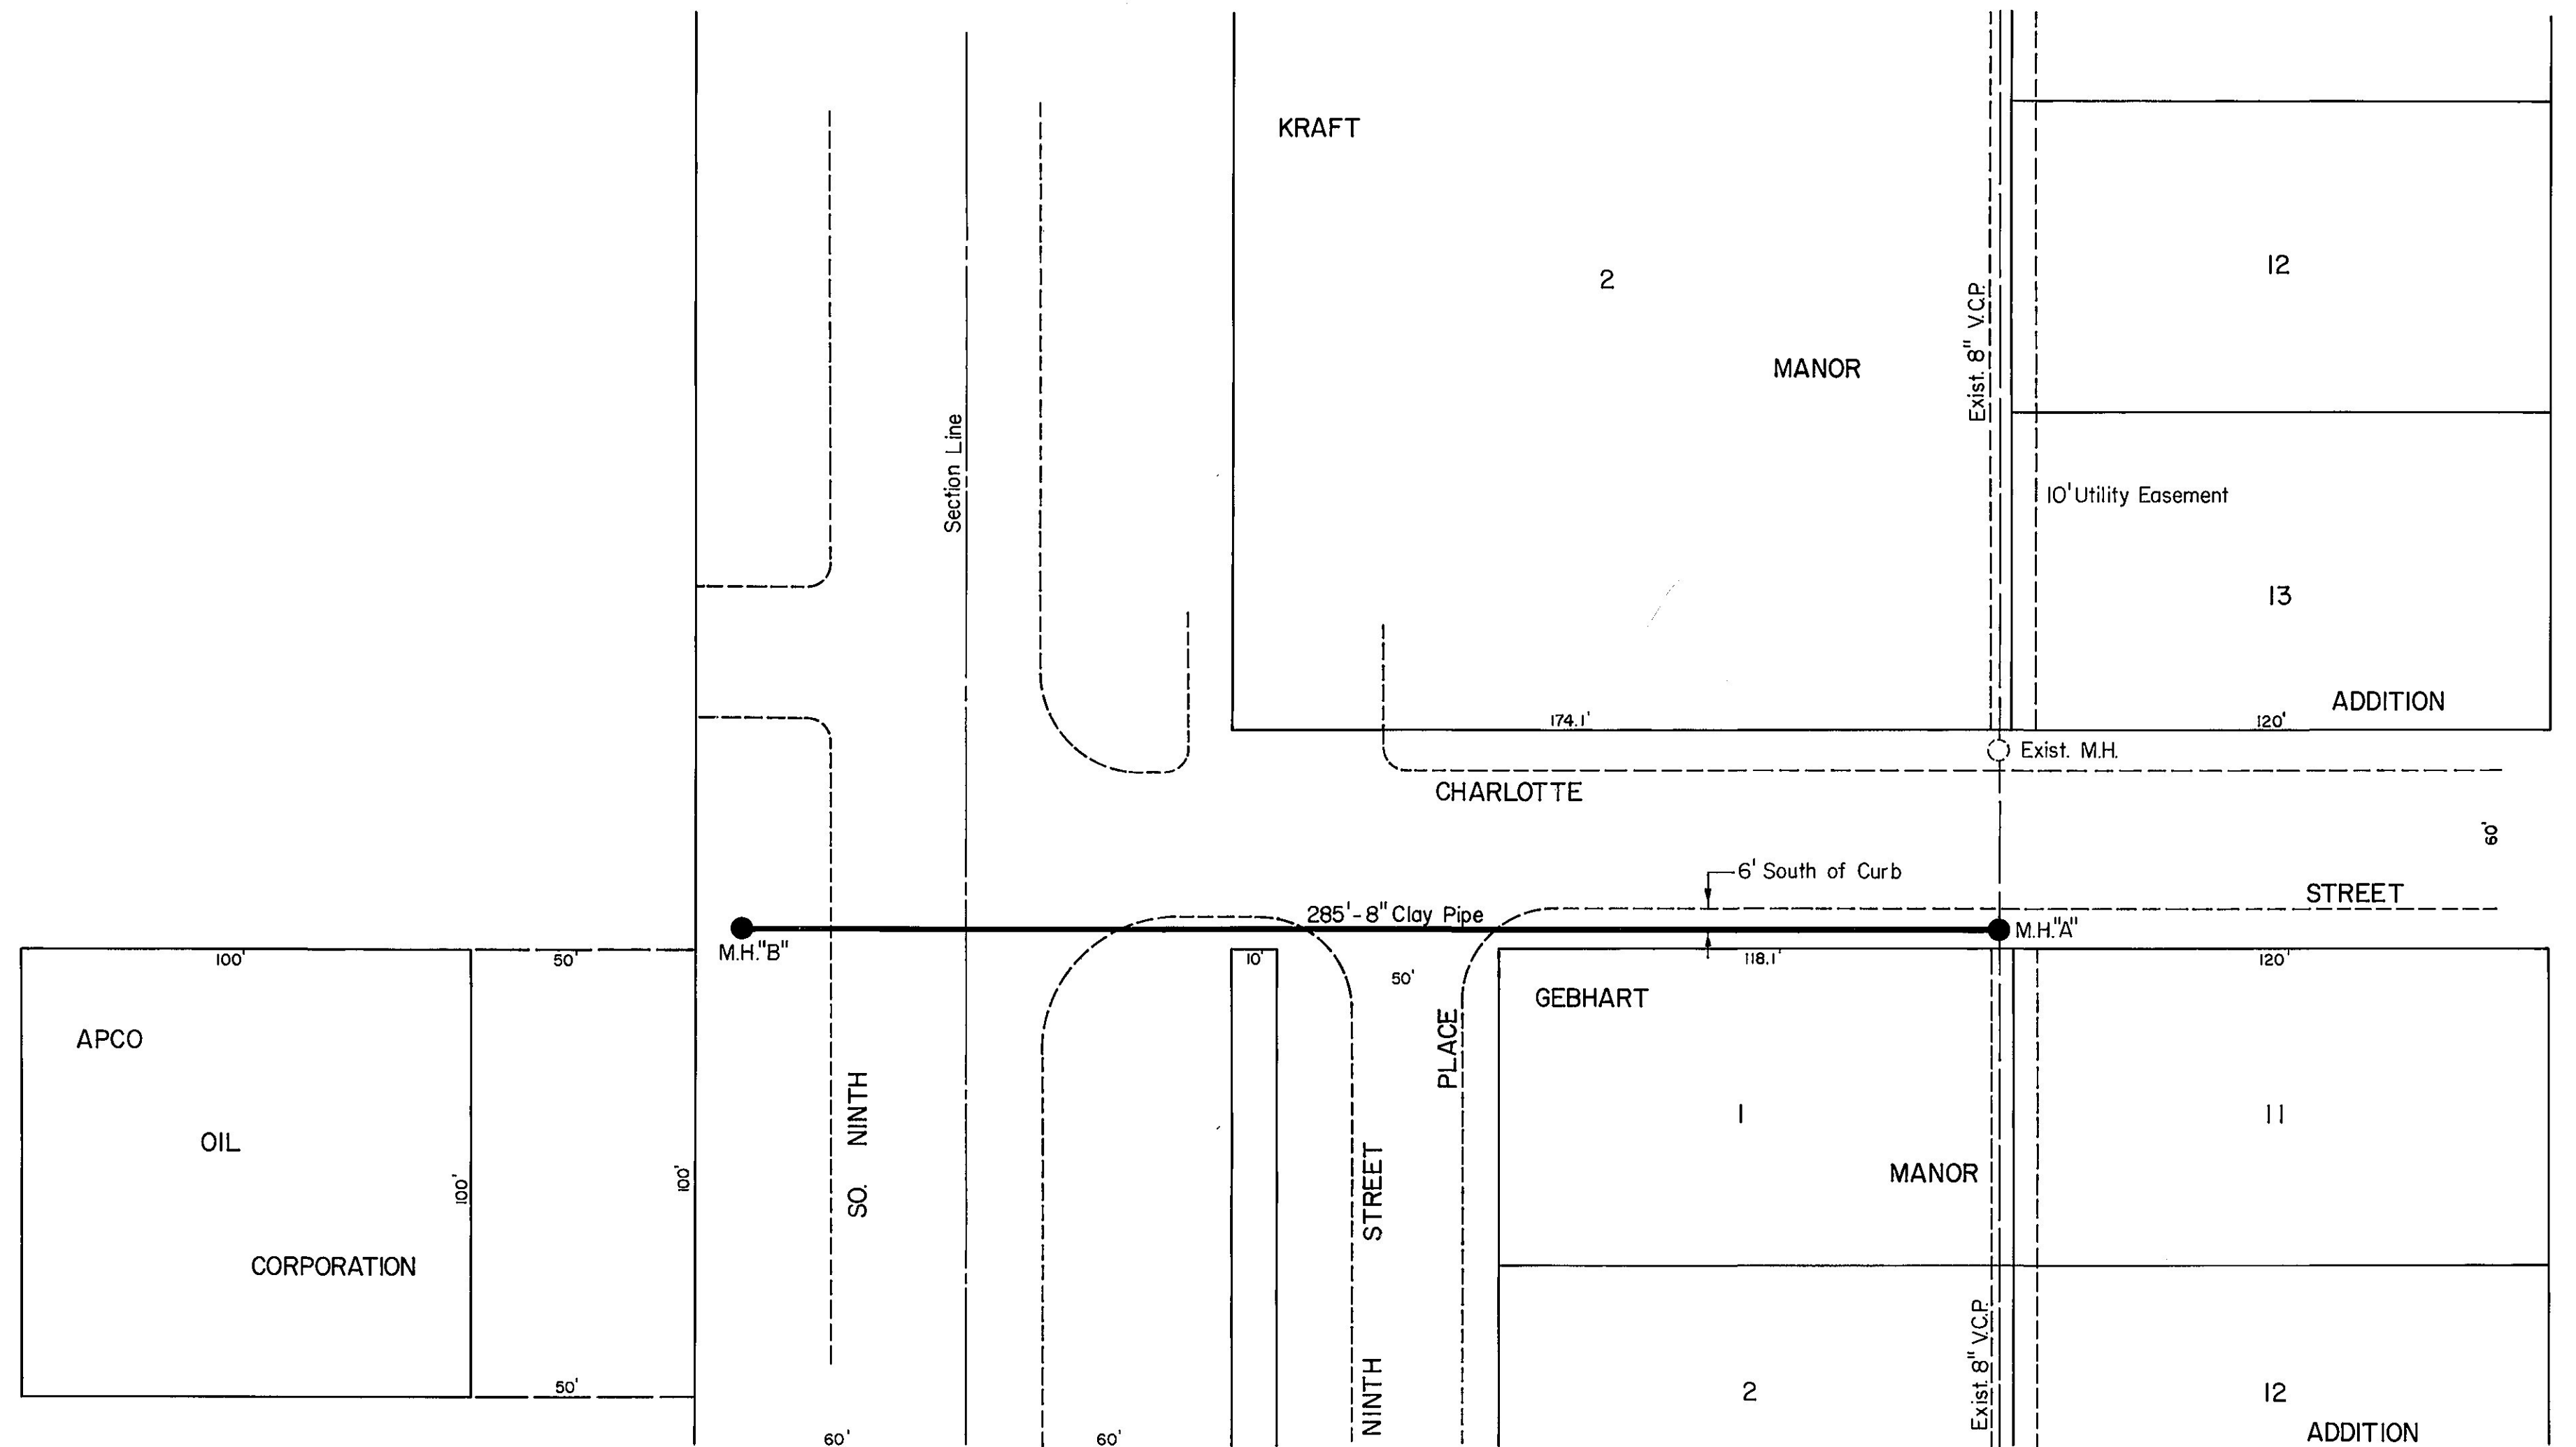 KRAFT
2
12
Exist. 8" V.C.P.
MANOR
Section Line
10' Utility Easement
13
ADDITION
174.1'
120'
Exist. M.H.
CHARLOTTE
60'
6' South of Curb
STREET
285'-8" Clay Pipe
M.H."A"
M.H."B"
100'
50'
10'
50'
118.1'
120'
GEBHART
APCO
PLACE
SO. NINTH
1
11
OIL
STREET
MANOR
100'
100'
CORPORATION
Exist. 8" V.C.P.
50'
NINTH
2
12
ADDITION
60'
60'